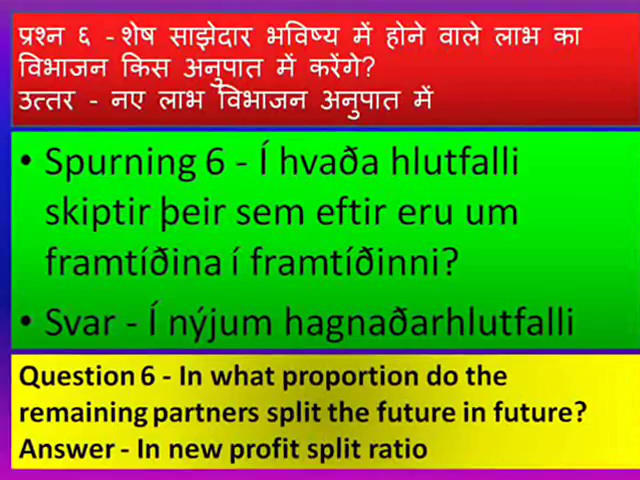 प्रश्न ६ - शेष साझेदार भविष्य में होने वाले लाभ का
विभाजन किस अनुपात में करेंगे?
उत्तर - नए लाभ विभाजन अनुपात में
• Spurning 6 - Í hvaða hlutfalli
skiptir þeir sem eftir eru um
framtíðina í framtíðinni?
• Svar - Í nýjum hagnaðarhlutfalli
Question 6 - In what proportion do the
remaining partners split the future in future?
Answer - In new profit split ratio